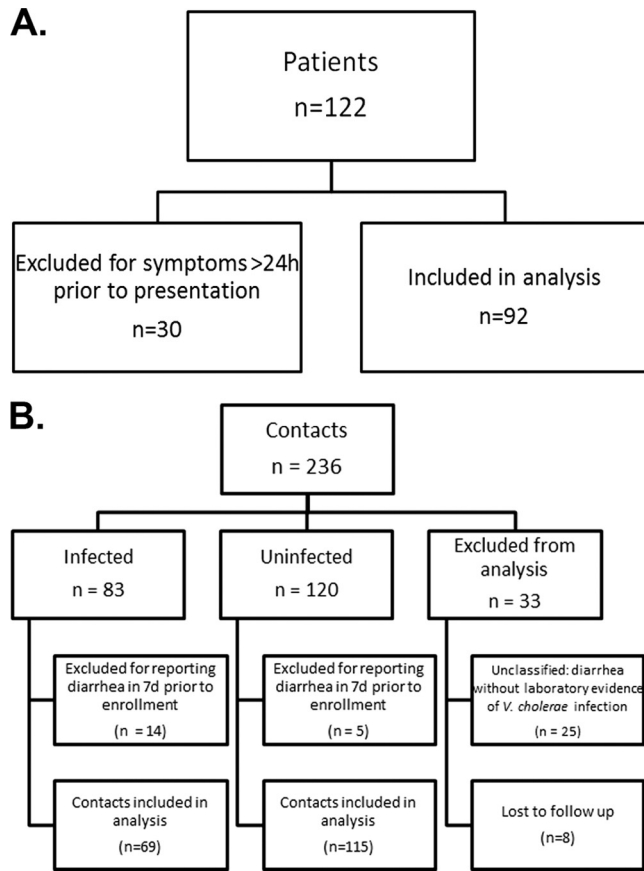 A.
Patients
n=122
Excluded for symptoms >24h
prior to presentation
n=30
Included in analysis
n=92
B.
Contacts
n = 236
Infected
n = 83
Uninfected
n = 120
Excluded from
analysis
n = 33
Excluded for reporting
diarrhea in 7d prior to
enrollment
(n = 14)
Excluded for reporting
diarrhea in 7d prior to
enrollment
(n = 5)
Unclassified: diarrhea
without laboratory evidence
of V. cholerae infection
(n = 25)
Contacts included in
analysis
(n=69)
Contacts included in
analysis
(n=115)
Lost to follow up
(n=8)